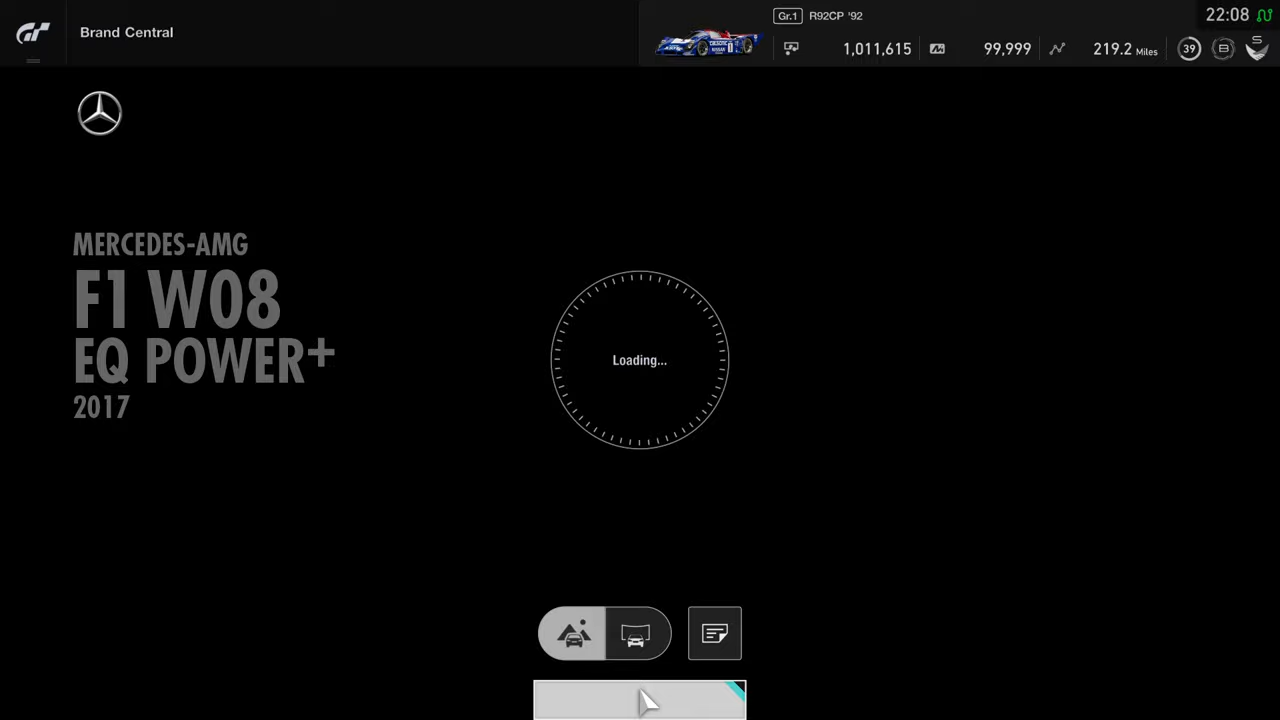 Brand Central
Gr.1 R92CP '92
22:08
1,011,615
99,999
219.2 Miles
39
B
S
MERCEDES-AMG
F1 W08
EQ POWER+
2017
Loading...